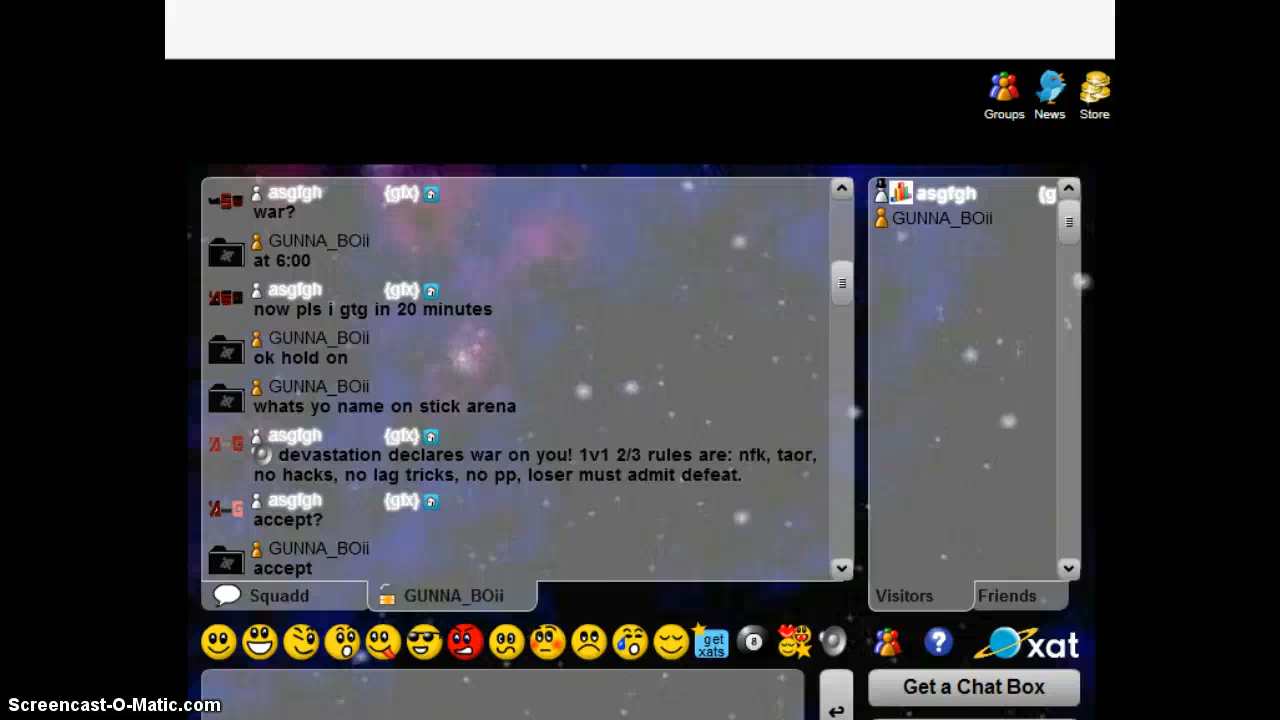 Groups News Store
asgfgh {gfx}
war?
GUNNA_BOii
at 6:00
asgfgh {gfx}
now pls i gtg in 20 minutes
GUNNA_BOii
ok hold on
GUNNA_BOii
whats yo name on stick arena
asgfgh {gfx}
devastation declares war on you! 1v1 2/3 rules are: nfk, taor,
no hacks, no lag tricks, no pp, loser must admit defeat.
asgfgh {gfx}
accept?
GUNNA_BOii
accept
asgfgh {g
GUNNA_BOii
Squadd GUNNA_BOii
Visitors Friends
get
xats
8
?
xat
Get a Chat Box
Screencast-O-Matic.com